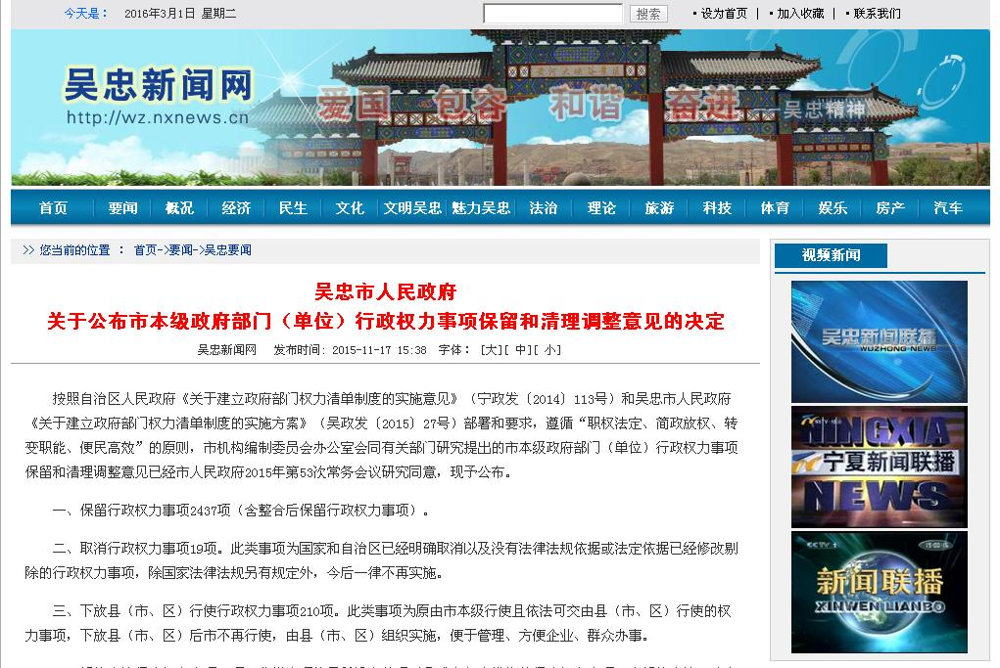 今天是： 2016年3月1日 星期二
搜索
·设为首页 | ·加入收藏 | ·联系我们
吴忠新闻网
http://wz.nxnews.cn
爱国 包容 和谐 奋进 吴忠精神
首页 要闻 概况 经济 民生 文化 文明吴忠 魅力吴忠 法治 理论 旅游 科技 体育 娱乐 房产 汽车
>> 您当前的位置 ： 首页->要闻->吴忠要闻
吴忠市人民政府
关于公布市本级政府部门（单位）行政权力事项保留和清理调整意见的决定
吴忠新闻网 发布时间: 2015-11-17 15:38 字体： [大][ 中][ 小]
按照自治区人民政府《关于建立政府部门权力清单制度的实施意见》（宁政发〔2014〕113号）和吴忠市人民政府
《关于建立政府部门权力清单制度的实施方案》（吴政发〔2015〕27号）部署和要求，遵循“职权法定、简政放权、转
变职能、便民高效”的原则，市机构编制委员会办公室会同有关部门研究提出的市本级政府部门（单位）行政权力事项
保留和清理调整意见已经市人民政府2015年第53次常务会议研究同意，现予公布。
一、保留行政权力事项2437项（含整合后保留行政权力事项）。
二、取消行政权力事项19项。此类事项为国家和自治区已经明确取消以及没有法律法规依据或法定依据已经修改剔
除的行政权力事项，除国家法律法规另有规定外，今后一律不再实施。
三、下放县（市、区）行使行政权力事项210项。此类事项为原由市本级行使且依法可交由县（市、区）行使的权
力事项，下放县（市、区）后市不再行使，由县（市、区）组织实施，便于管理、方便企业、群众办事。
视频新闻
吴忠新闻联播
WUZHONG NEWS
NINGXIA
宁夏新闻联播
NEWS
CCTV 1
新闻联播
XINWEN LIANBO